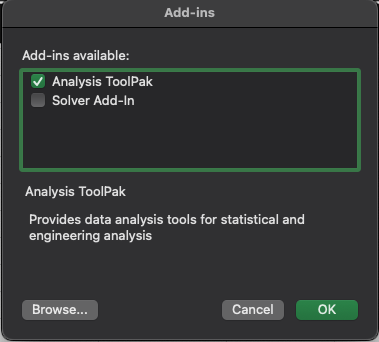 Add-ins
Add-ins available:
Analysis ToolPak
Solver Add-In
Analysis ToolPak
Provides data analysis tools for statistical and
engineering analysis
Browse...
Cancel
OK